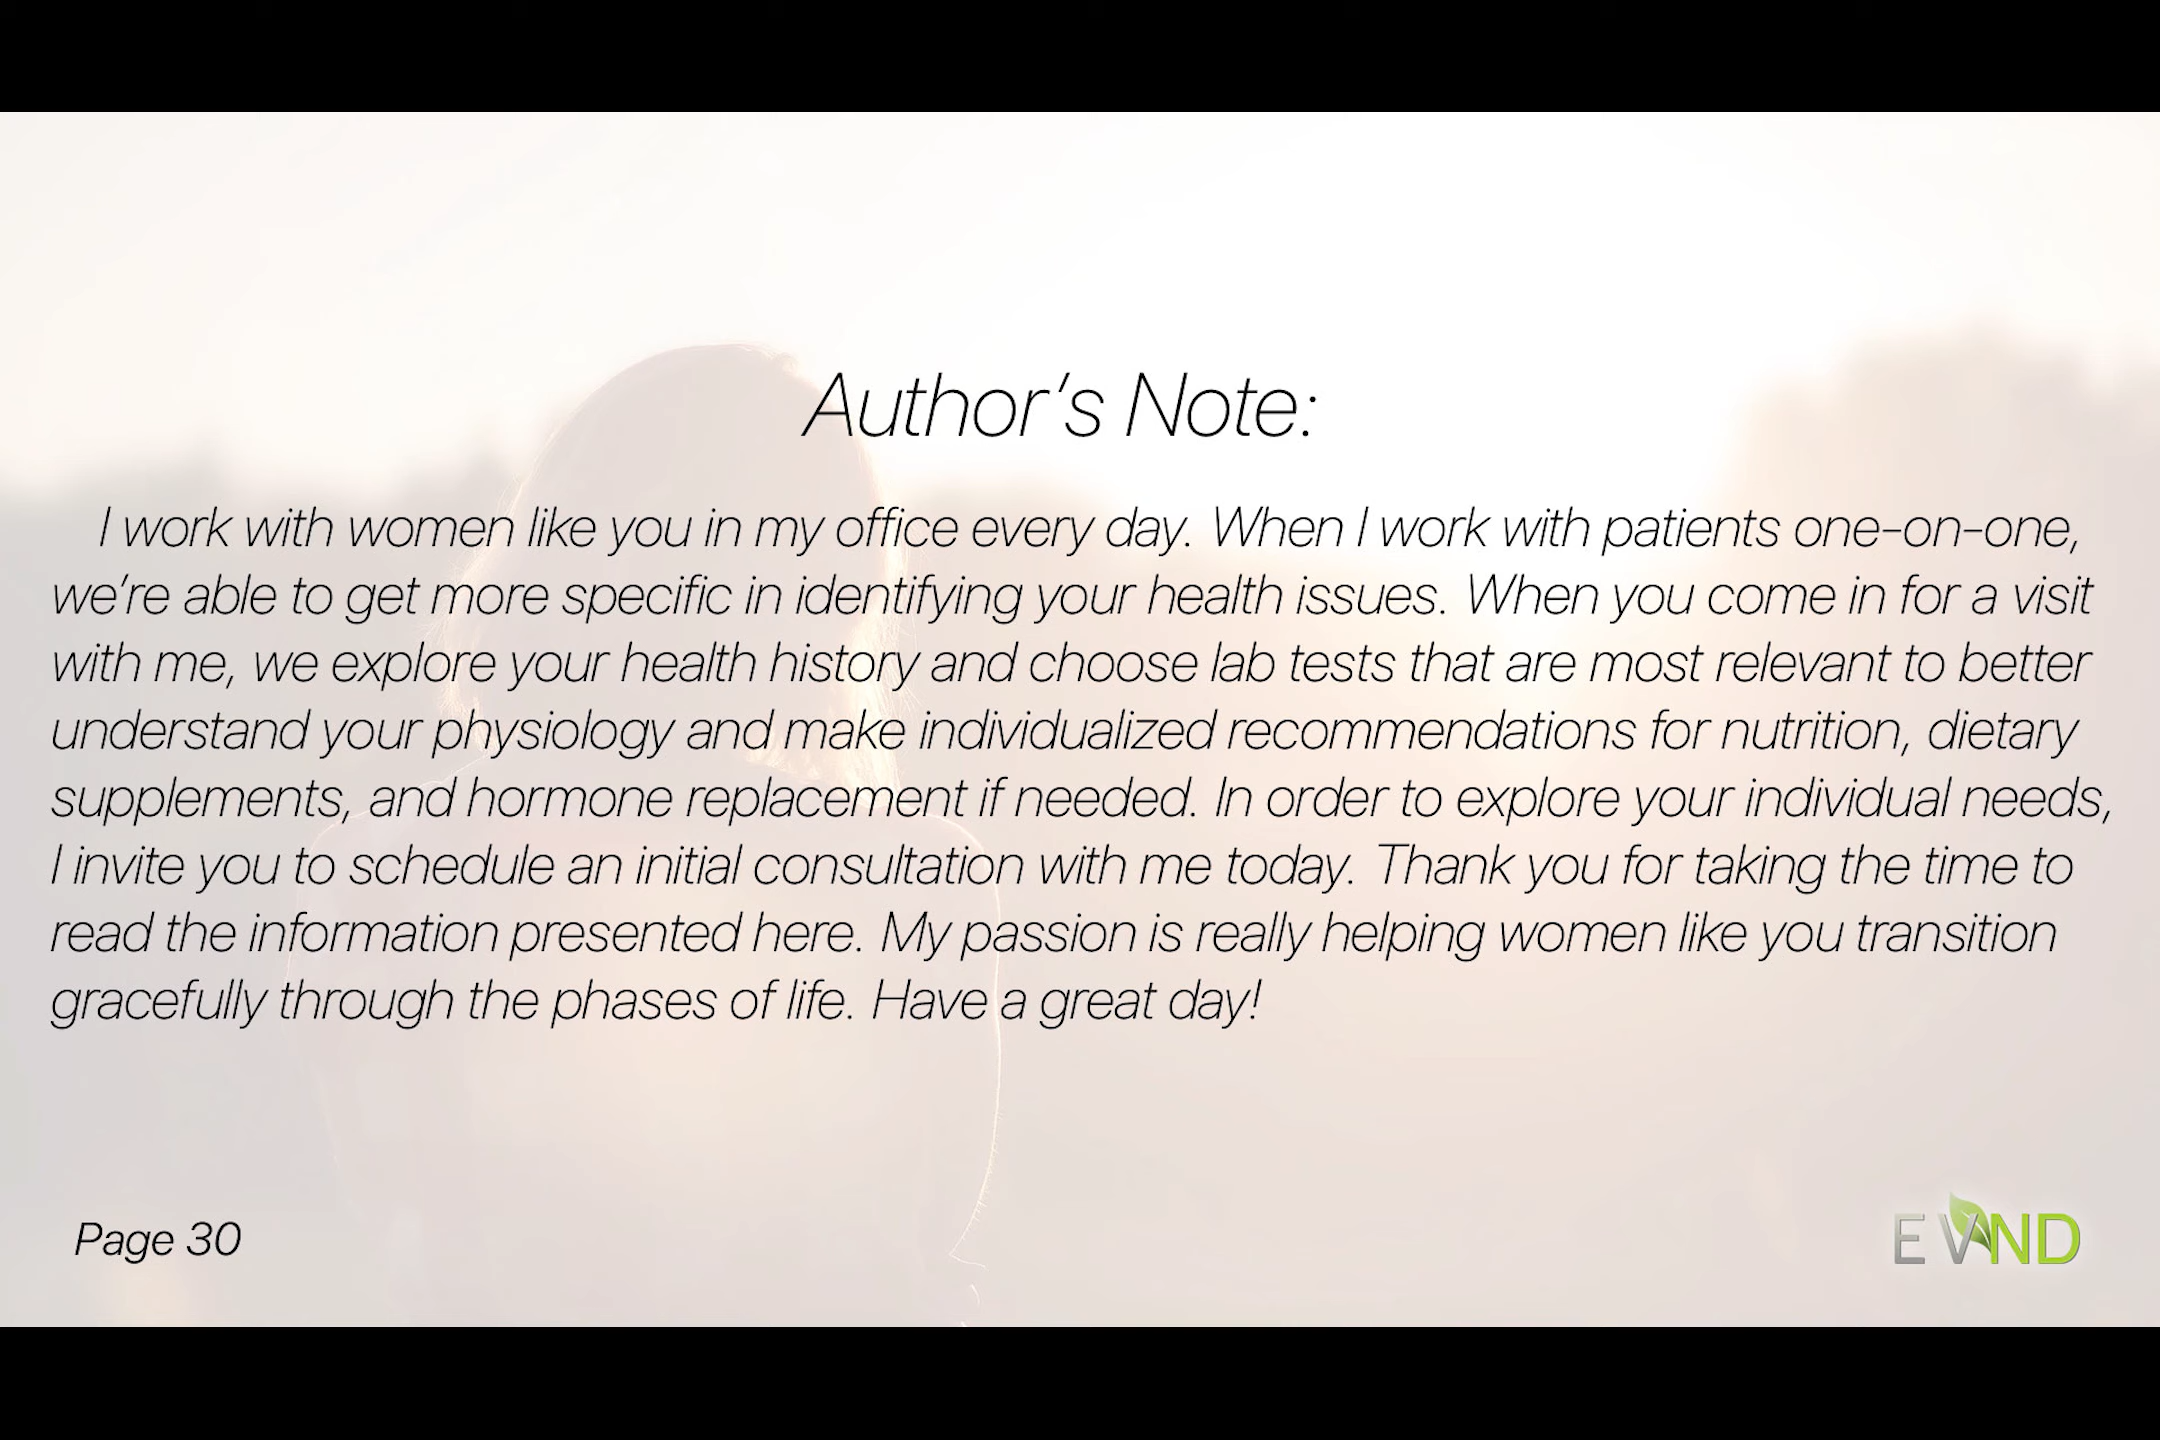 Author's Note:
I work with women like you in my office every day. When I work with patients one-on-one,
we're able to get more specific in identifying your health issues. When you come in for a visit
with me, we explore your health history and choose lab tests that are most relevant to better
understand your physiology and make individualized recommendations for nutrition, dietary
supplements, and hormone replacement if needed. In order to explore your individual needs,
I invite you to schedule an initial consultation with me today. Thank you for taking the time to
read the information presented here. My passion is really helping women like you transition
gracefully through the phases of life. Have a great day!
Page 30
EVND